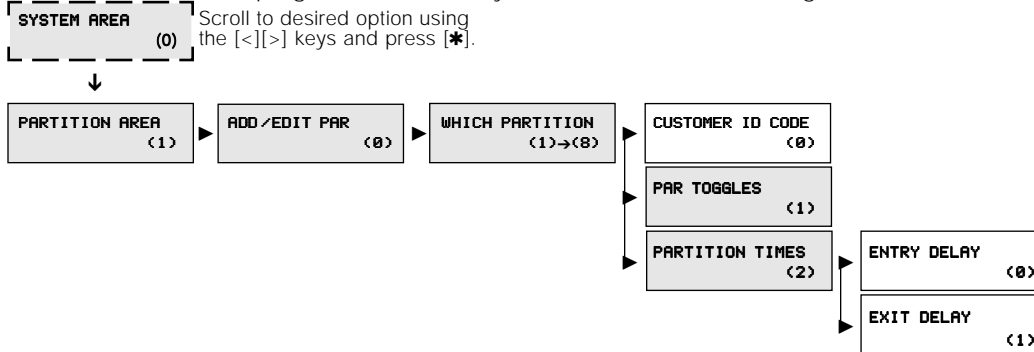 SYSTEM AREA
(0)
Scroll to desired option using
the [<][>] keys and press [✱].
PARTITION AREA
(1)
ADD/EDIT PAR
(0)
WHICH PARTITION
(1)→(8)
CUSTOMER ID CODE
(0)
PAR TOGGLES
(1)
PARTITION TIMES
(2)
ENTRY DELAY
(0)
EXIT DELAY
(1)